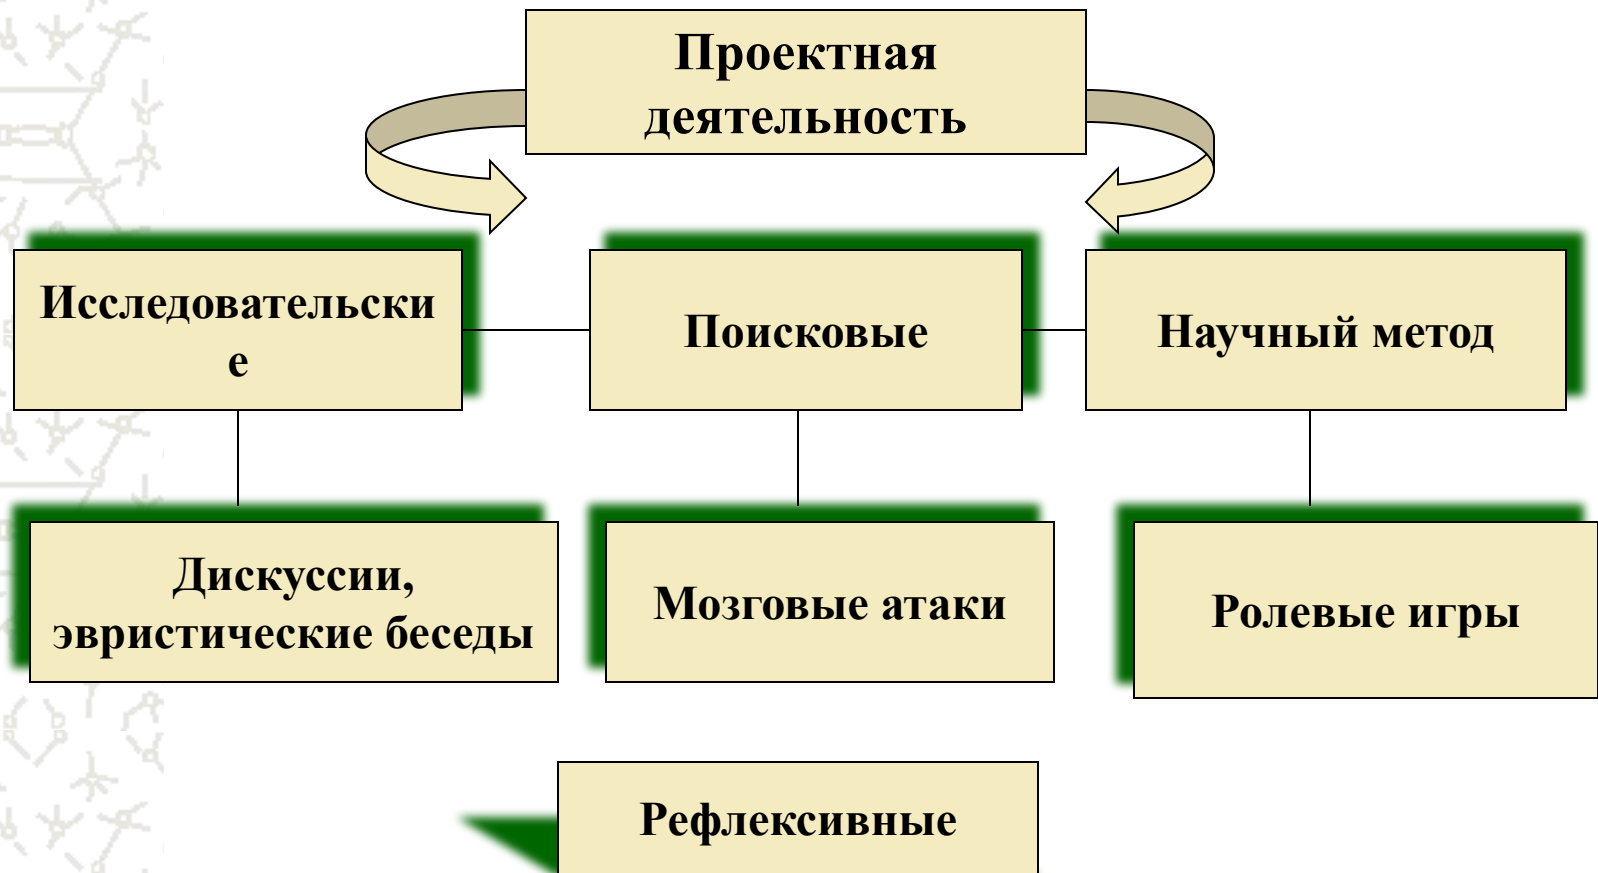 Проектная
деятельность
Исследовательски
е
Поисковые
Научный метод
Дискуссии,
эвристические беседы
Мозговые атаки
Ролевые игры
Рефлексивные